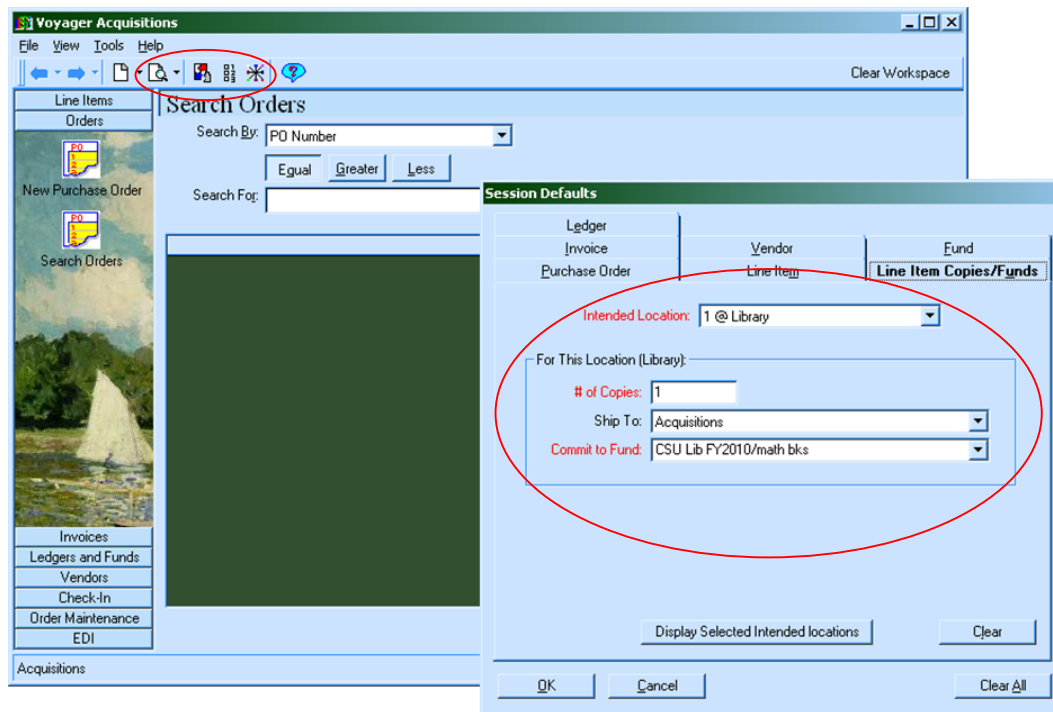 Voyager Acquisitions
File View Tools Help
Clear Workspace
Line Items
Orders
PO
New Purchase Order
PO
Search Orders
Invoices
Ledgers and Funds
Vendors
Check-In
Order Maintenance
EDI
Search Orders
Search By: PO Number
Equal Greater Less
Search For:
Acquisitions
Session Defaults
Ledger
Invoice Vendor Fund
Purchase Order Line Item Line Item Copies/Funds
Intended Location: 1 @ Library
For This Location (Library):
# of Copies: 1
Ship To: Acquisitions
Commit to Fund: CSU Lib FY2010/math bks
Display Selected Intended locations Clear
OK Cancel Clear All